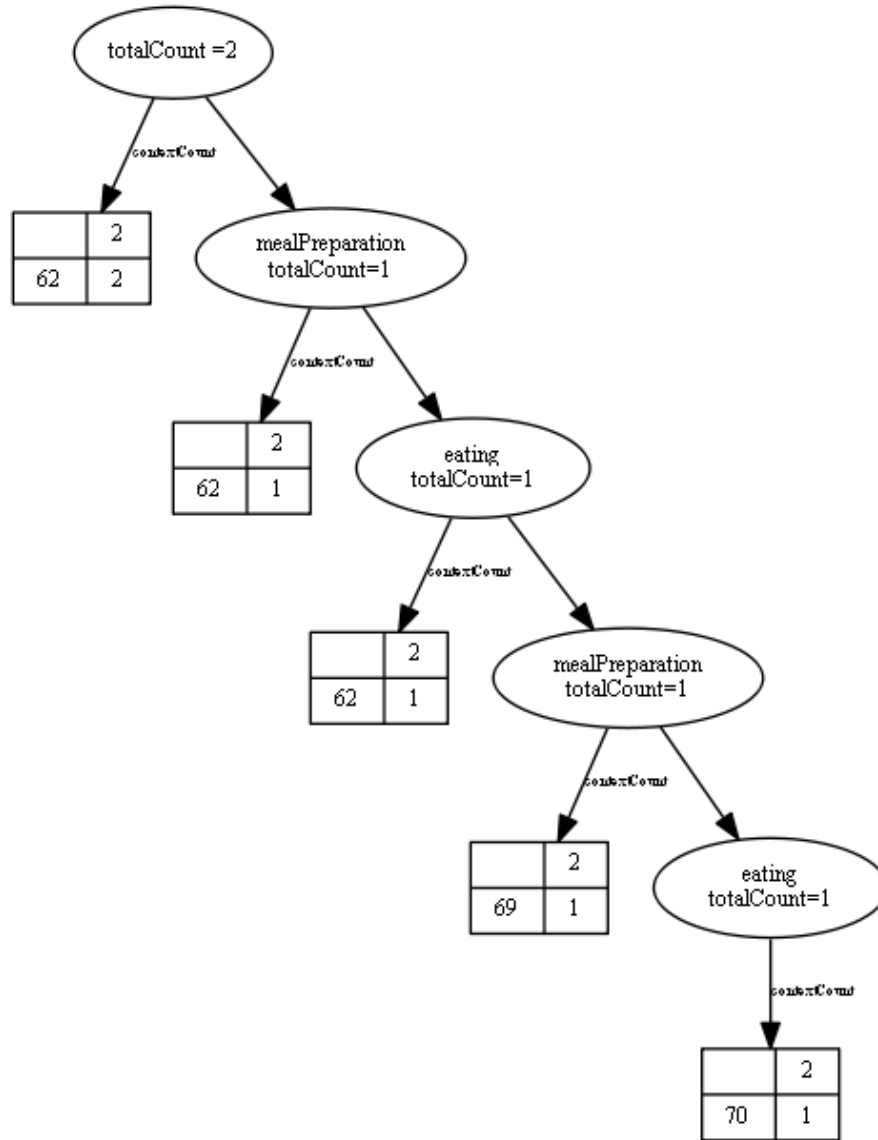 totalCount =2
contextCount
2
62 2
mealPreparation
totalCount=1
contextCount
2
62 1
eating
totalCount=1
contextCount
2
62 1
mealPreparation
totalCount=1
contextCount
2
69 1
eating
totalCount=1
contextCount
2
70 1